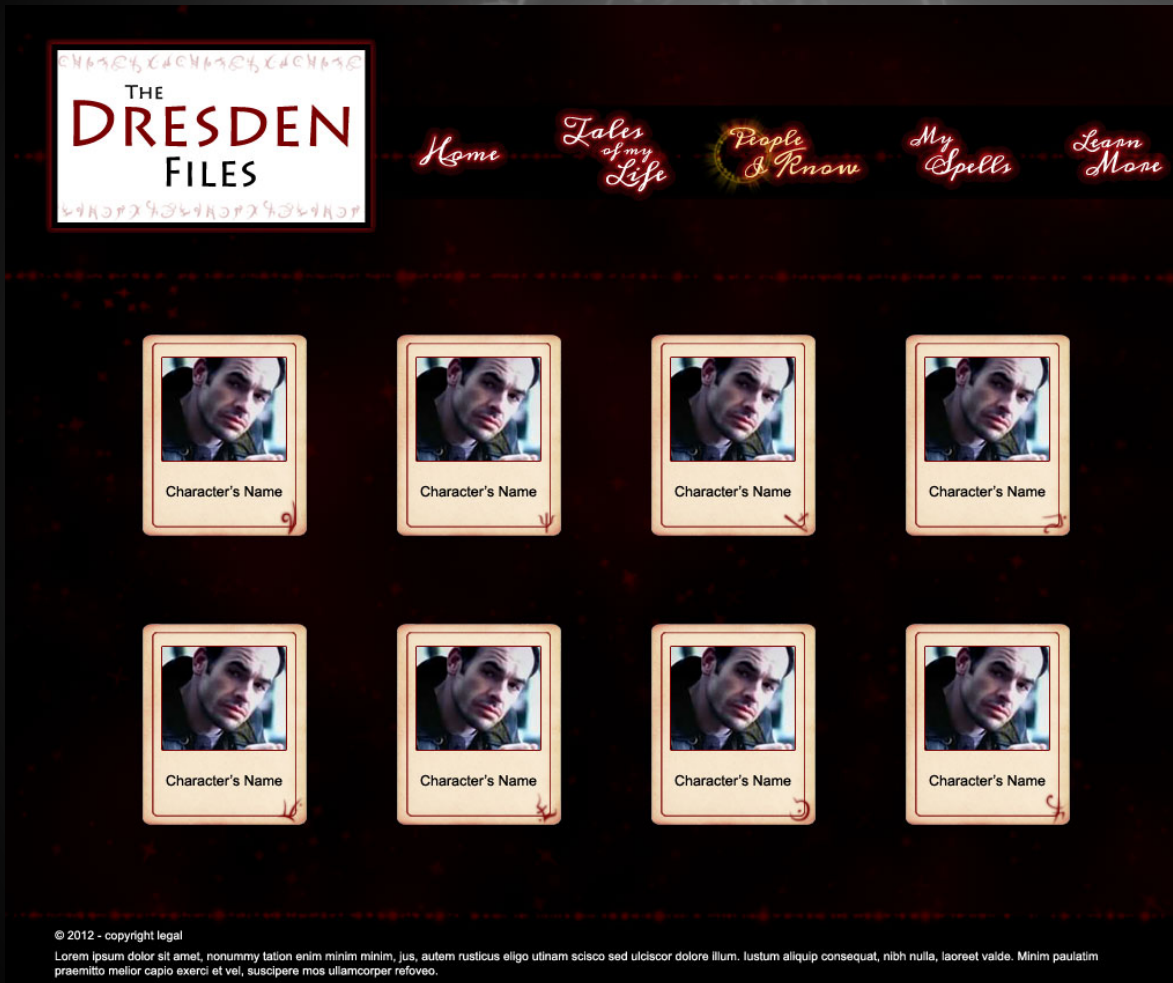 THE
DRESDEN
FILES
Home
Tales
of my
Life
People
I Know
My
Spells
Learn
More
Character's Name
Character's Name
Character's Name
Character's Name
Character's Name
Character's Name
Character's Name
Character's Name
© 2012 - copyright legal
Lorem ipsum dolor sit amet, nonummy tation enim minim minim, jus, autem rusticus eligo utinam scisco sed ulciscor dolore illum. Iustum aliquip consequat, nibh nulla, laoreet valde. Minim paulatim
praemitto melior capio exerci et vel, suscipere mos ullamcorper refoveo.